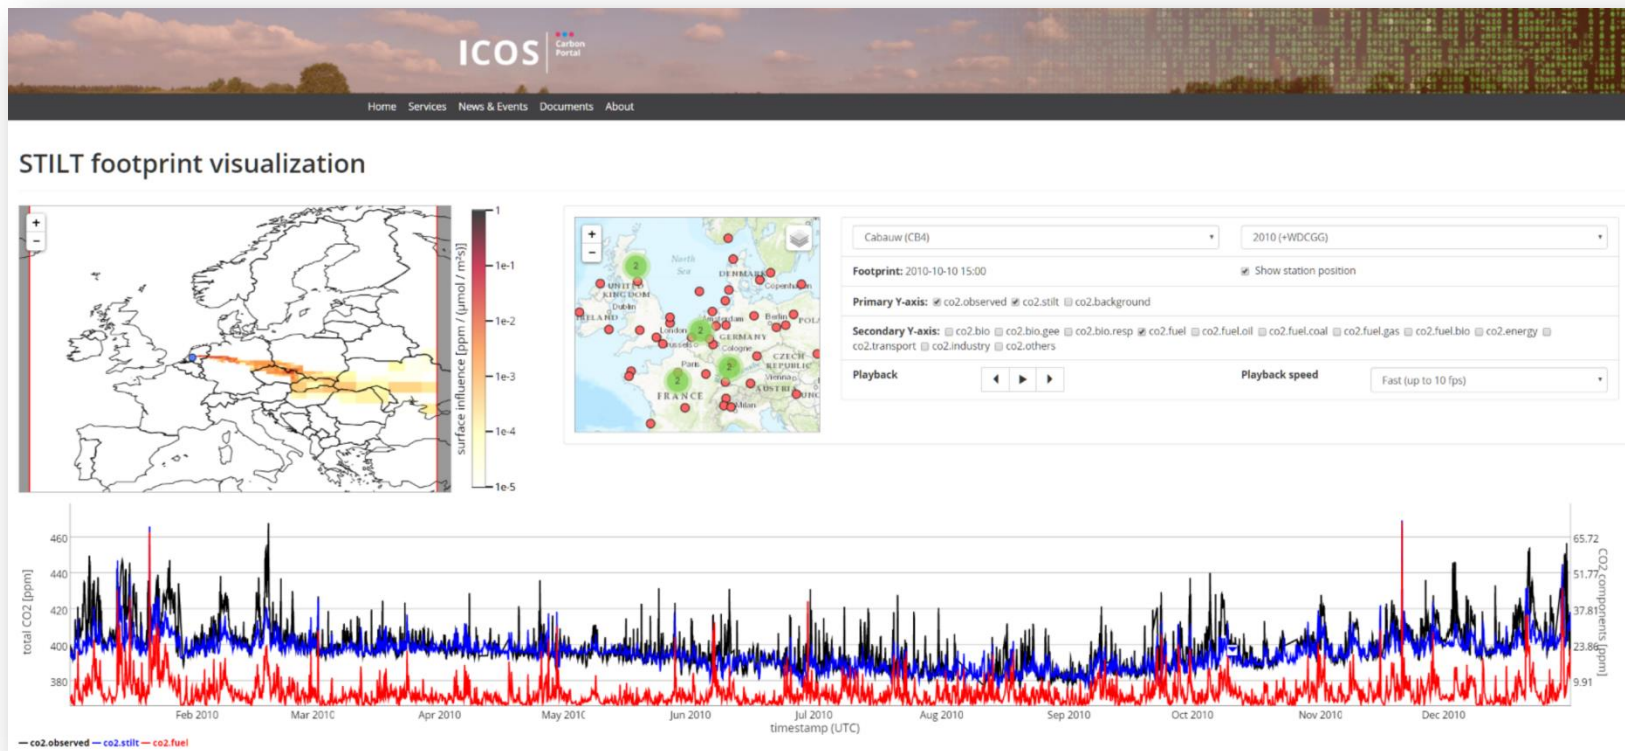 ICOS Carbon Portal
Home Services News & Events Documents About
STILT footprint visualization
+
−
1
1e-1
1e-2
1e-3
1e-4
1e-5
surface influence [ppm / (μmol / m²s)]
+
−
2
North Sea
DENMARK
UNITED KINGDOM
Dublin
IRELAND
London
2
Berlin
GERMANY
Cologne
Paris
CZECH REPUBLIC
2
2
Vienna
AUSTRIA
FRANCE
Milan
Cabauw (CB4)
2010 (+WDCGG)
Footprint: 2010-10-10 15:00
Show station position
Primary Y-axis: co2.observed co2.stilt co2.background
Secondary Y-axis: co2.bio co2.bio.gee co2.bio.resp co2.fuel co2.fuel.oil co2.fuel.coal co2.fuel.gas co2.fuel.bio co2.energy
co2.transport co2.industry co2.others
Playback
Playback speed
Fast (up to 10 fps)
total CO2 [ppm]
460
440
420
400
380
65.72
51.77
37.81
23.86
9.91
CO2 components [ppm]
Feb 2010 Mar 2010 Apr 2010 May 2010 Jun 2010 Jul 2010 Aug 2010 Sep 2010 Oct 2010 Nov 2010 Dec 2010
timestamp (UTC)
co2.observed co2.stilt co2.fuel